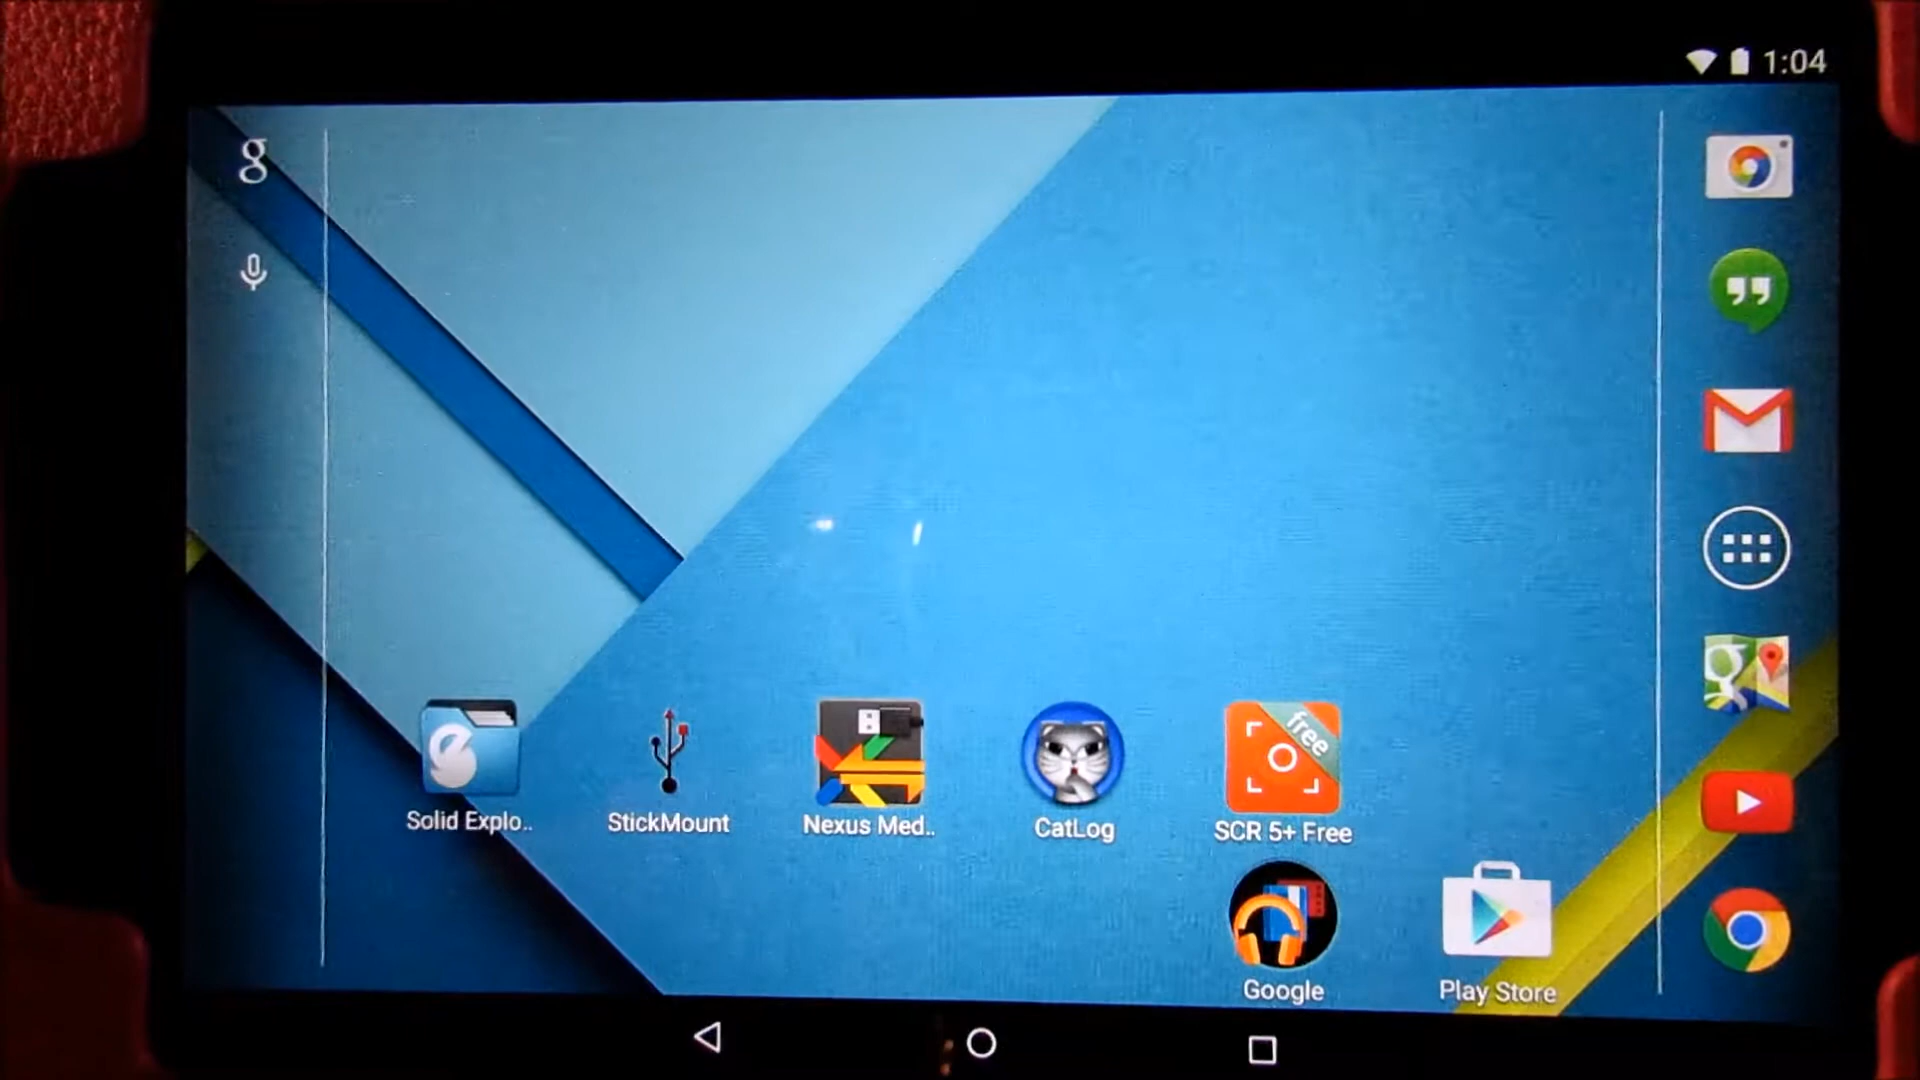 1:04
g
Solid Explo..
StickMount
Nexus Med..
CatLog
free
SCR 5+ Free
Google
Play Store